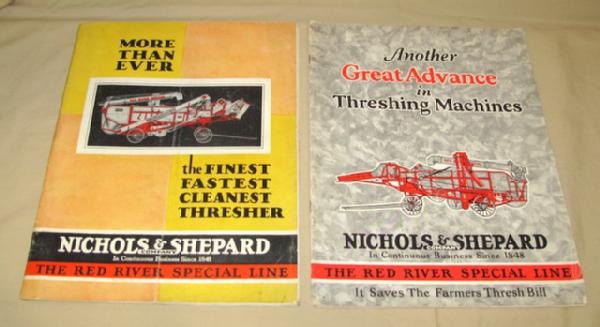 MORE
THAN
EVER
the FINEST
FASTEST
CLEANEST
THRESHER
NICHOLS & SHEPARD
COMPANY
In Continuous Business Since 1848
THE RED RIVER SPECIAL LINE
Another
Great Advance
in
Threshing Machines
NICHOLS & SHEPARD
COMPANY
In Continuous Business Since 1848
THE RED RIVER SPECIAL LINE
It Saves The Farmers Thresh Bill